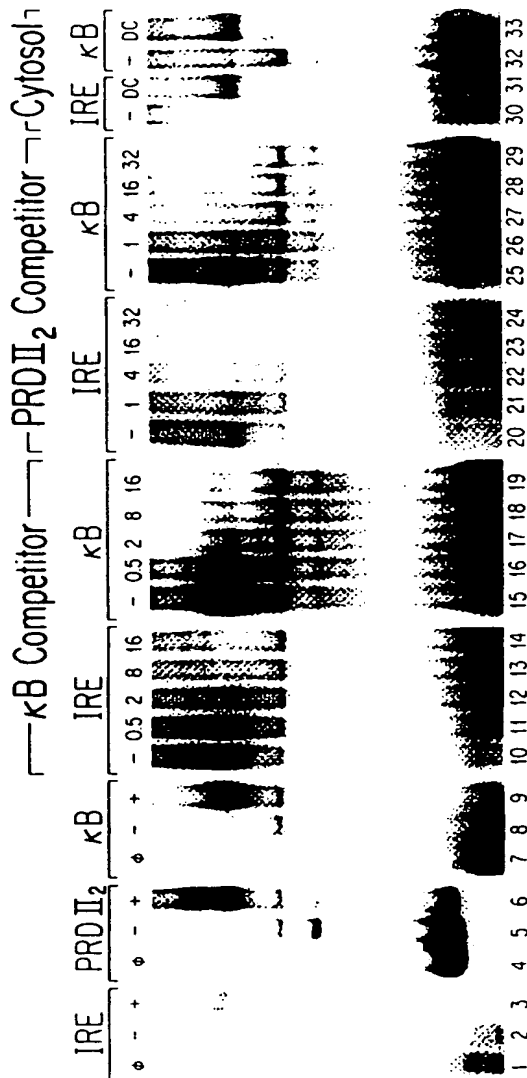 κB Competitor PRDII2 Competitor Cytosol
IRE PRDII2 κB IRE κB IRE κB IRE κB
φ - + φ - + φ - + - 0.5 2 8 16 - 0.5 2 8 16 - 1 4 16 32 - 1 4 16 32 - DC - DC
1 2 3 4 5 6 7 8 9 10 11 12 13 14 15 16 17 18 19 20 21 22 23 24 25 26 27 28 29 30 31 32 33